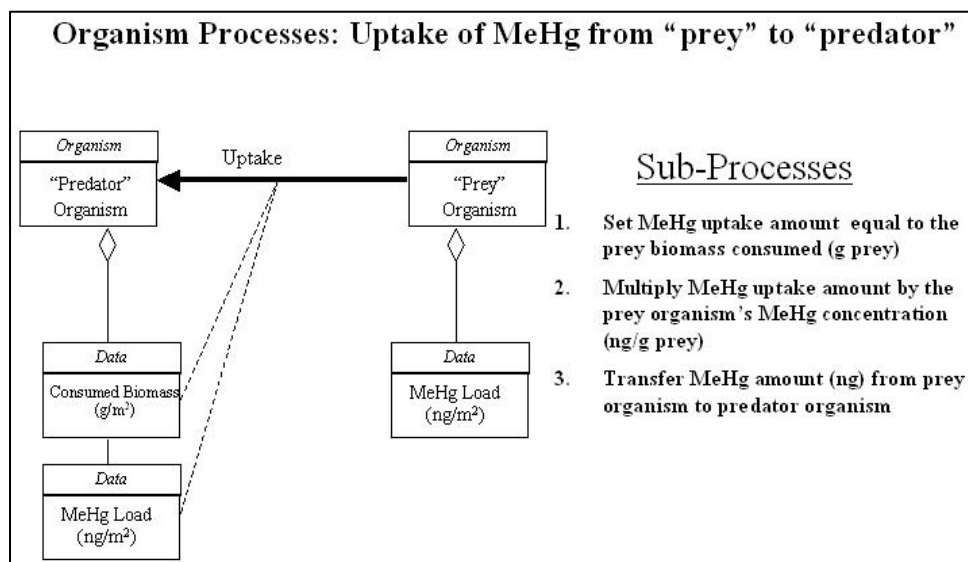 Organism Processes: Uptake of MeHg from “prey” to “predator”
Organism
“Predator”
Organism
Uptake
Organism
“Prey”
Organism
Data
Consumed Biomass
(g/m²)
Data
MeHg Load
(ng/m²)
Data
MeHg Load
(ng/m²)
Sub-Processes
1. Set MeHg uptake amount equal to the
prey biomass consumed (g prey)
2. Multiply MeHg uptake amount by the
prey organism’s MeHg concentration
(ng/g prey)
3. Transfer MeHg amount (ng) from prey
organism to predator organism